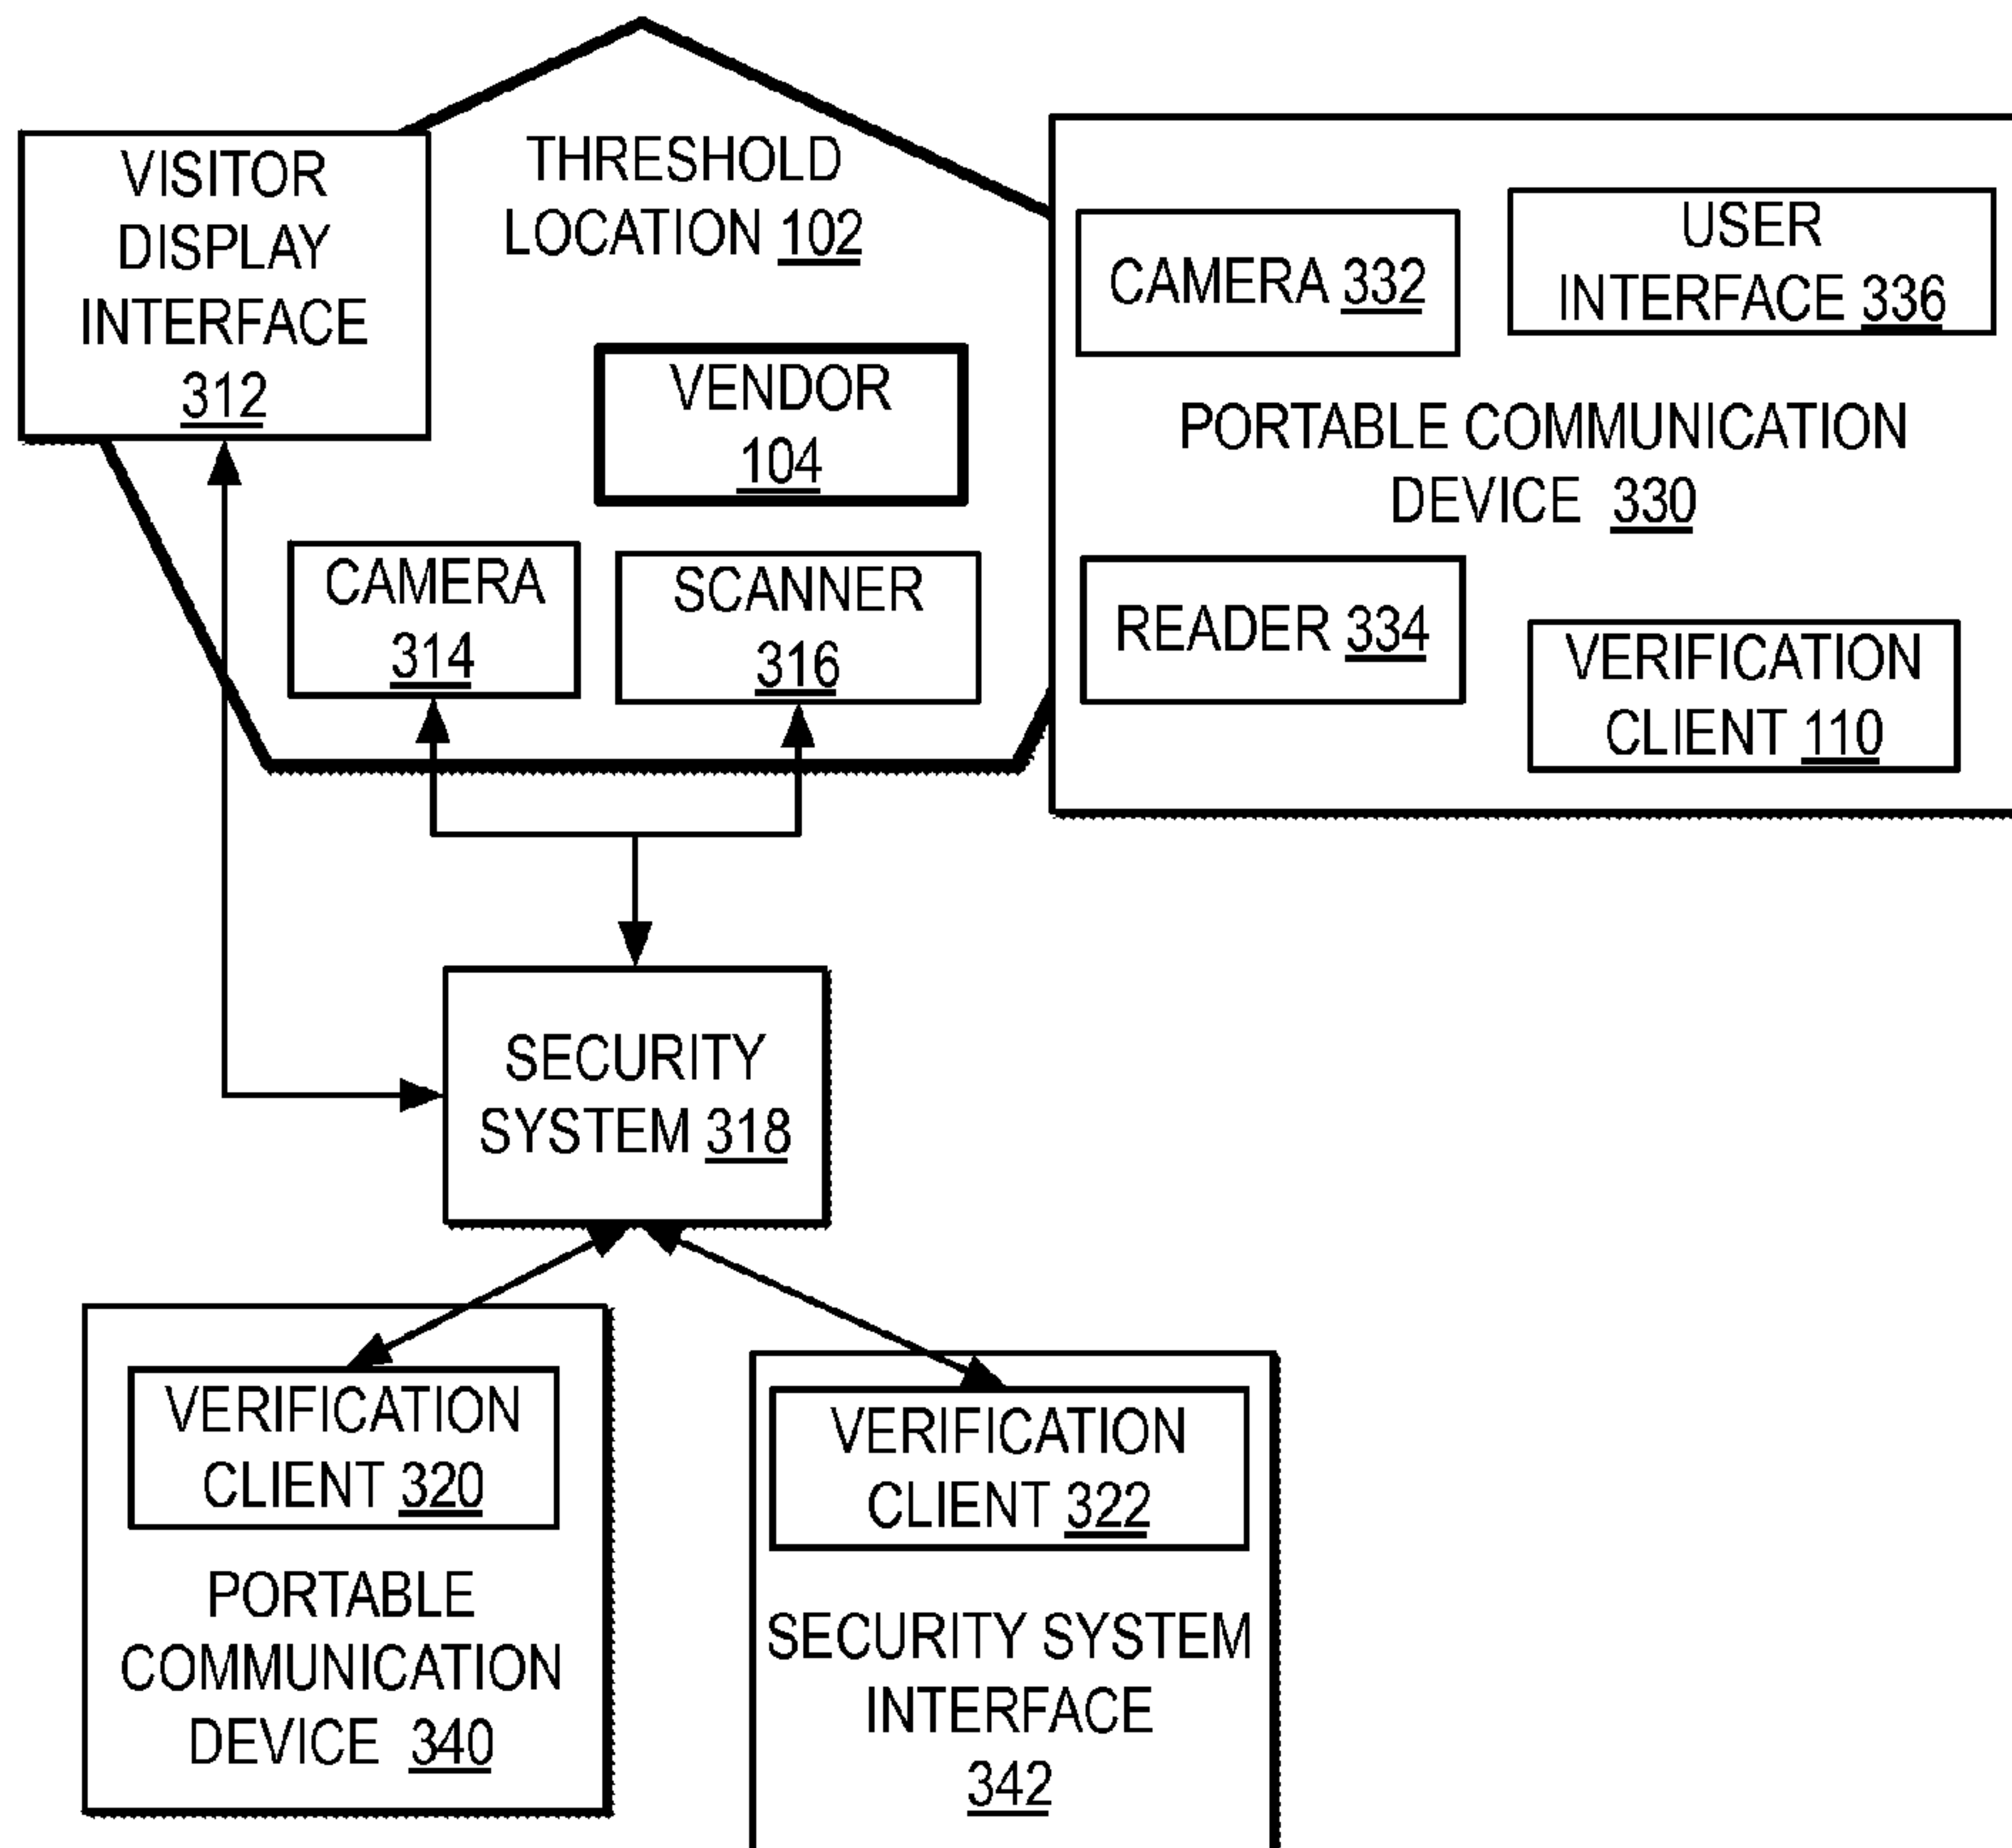 VISITOR
DISPLAY
INTERFACE
312
THRESHOLD
LOCATION 102
VENDOR
104
CAMERA
314
SCANNER
316
CAMERA 332
USER
INTERFACE 336
PORTABLE COMMUNICATION
DEVICE 330
READER 334
VERIFICATION
CLIENT 110
SECURITY
SYSTEM 318
VERIFICATION
CLIENT 320
PORTABLE
COMMUNICATION
DEVICE 340
VERIFICATION
CLIENT 322
SECURITY SYSTEM
INTERFACE
342